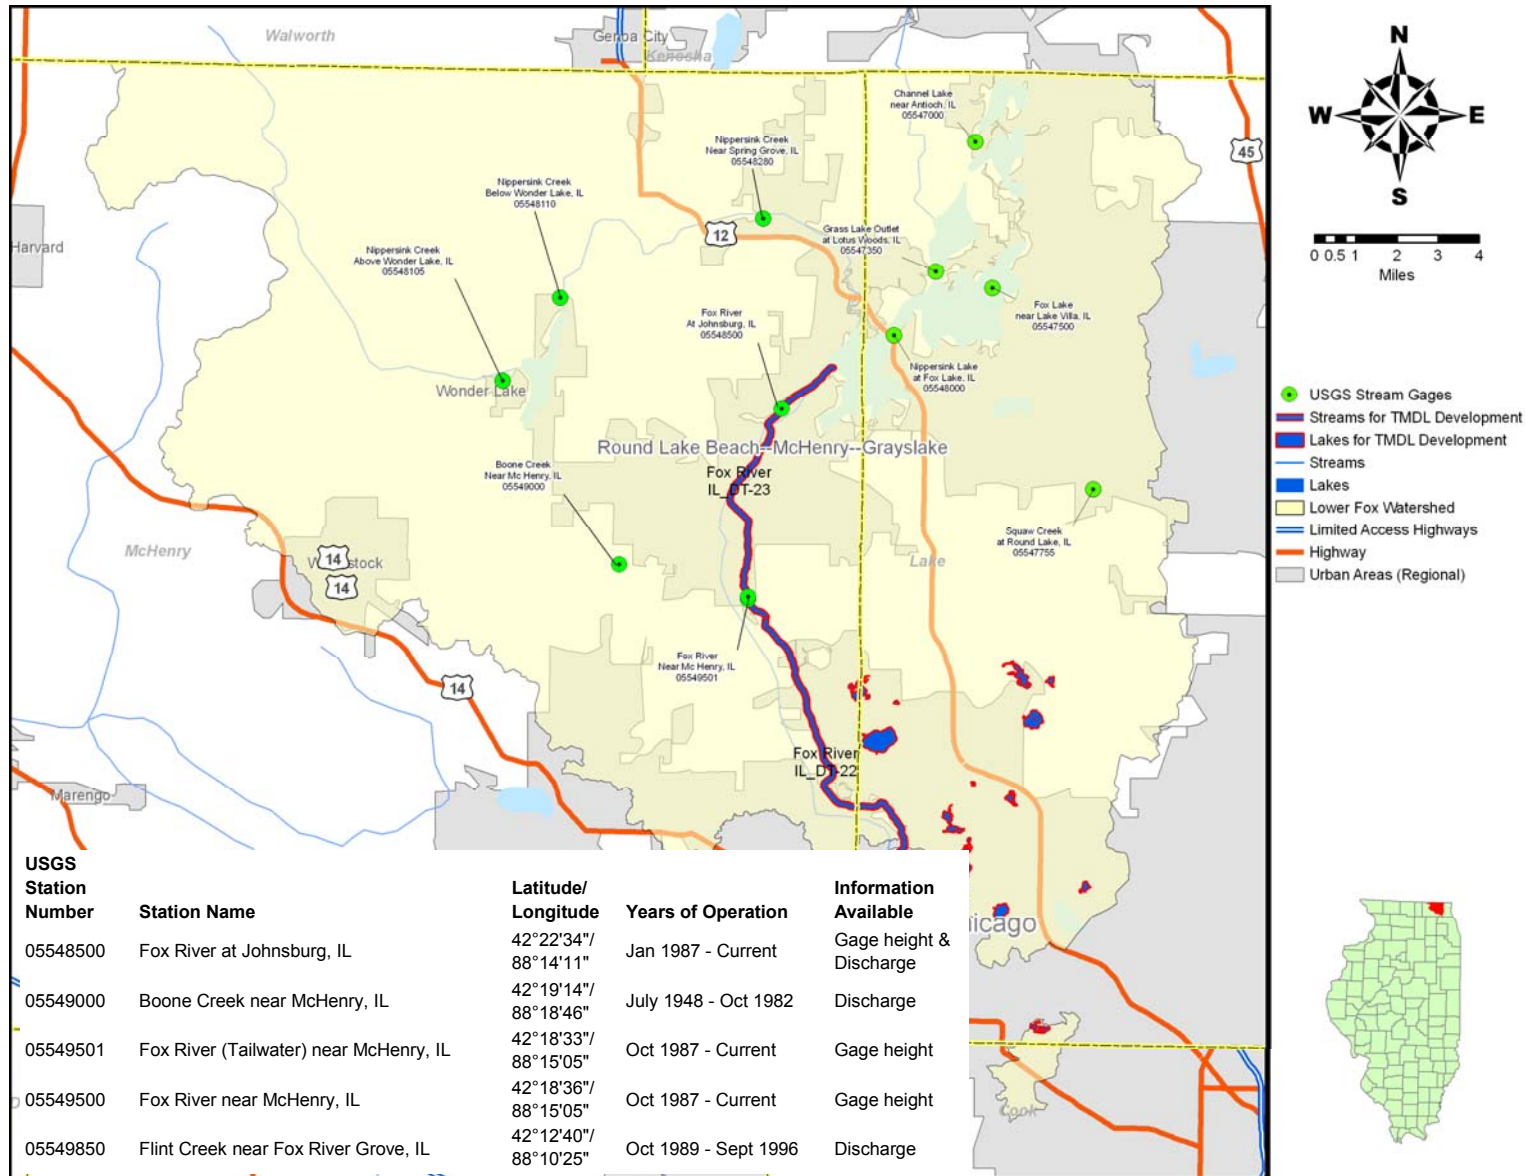 Walworth
Genoa City
Kenosha
Channel Lake
near Antioch, IL
05547000
N
W
E
S
45
Nippersink Creek
Near Spring Grove, IL
05548280
Nippersink Creek
Below Wonder Lake, IL
05548110
12
Grass Lake Outlet
at Lotus Woods, IL
05547350
Harvard
Nippersink Creek
Above Wonder Lake, IL
05548105
0 0.5 1 2 3 4
Miles
Fox Lake
near Lake Villa, IL
05547500
Fox River
At Johnsburg, IL
05548500
Nippersink Lake
at Fox Lake, IL
05548000
Wonder Lake
USGS Stream Gages
Streams for TMDL Development
Lakes for TMDL Development
Streams
Lakes
Lower Fox Watershed
Limited Access Highways
Highway
Urban Areas (Regional)
Round Lake Beach--McHenry--Grayslake
Fox River
IL_DT-23
Boone Creek
Near Mc Henry, IL
05549000
Squaw Creek
at Round Lake, IL
05547755
McHenry
14
14
stock
Lake
Fox River
Near Mc Henry, IL
05549501
14
Fox River
IL_DT-22
Marengo
hicago
Cook
USGS Station Number Station Name Latitude/ Longitude Years of Operation Information Available
05548500 Fox River at Johnsburg, IL 42°22'34"/ 88°14'11" Jan 1987 - Current Gage height & Discharge
05549000 Boone Creek near McHenry, IL 42°19'14"/ 88°18'46" July 1948 - Oct 1982 Discharge
05549501 Fox River (Tailwater) near McHenry, IL 42°18'33"/ 88°15'05" Oct 1987 - Current Gage height
05549500 Fox River near McHenry, IL 42°18'36"/ 88°15'05" Oct 1987 - Current Gage height
05549850 Flint Creek near Fox River Grove, IL 42°12'40"/ 88°10'25" Oct 1989 - Sept 1996 Discharge